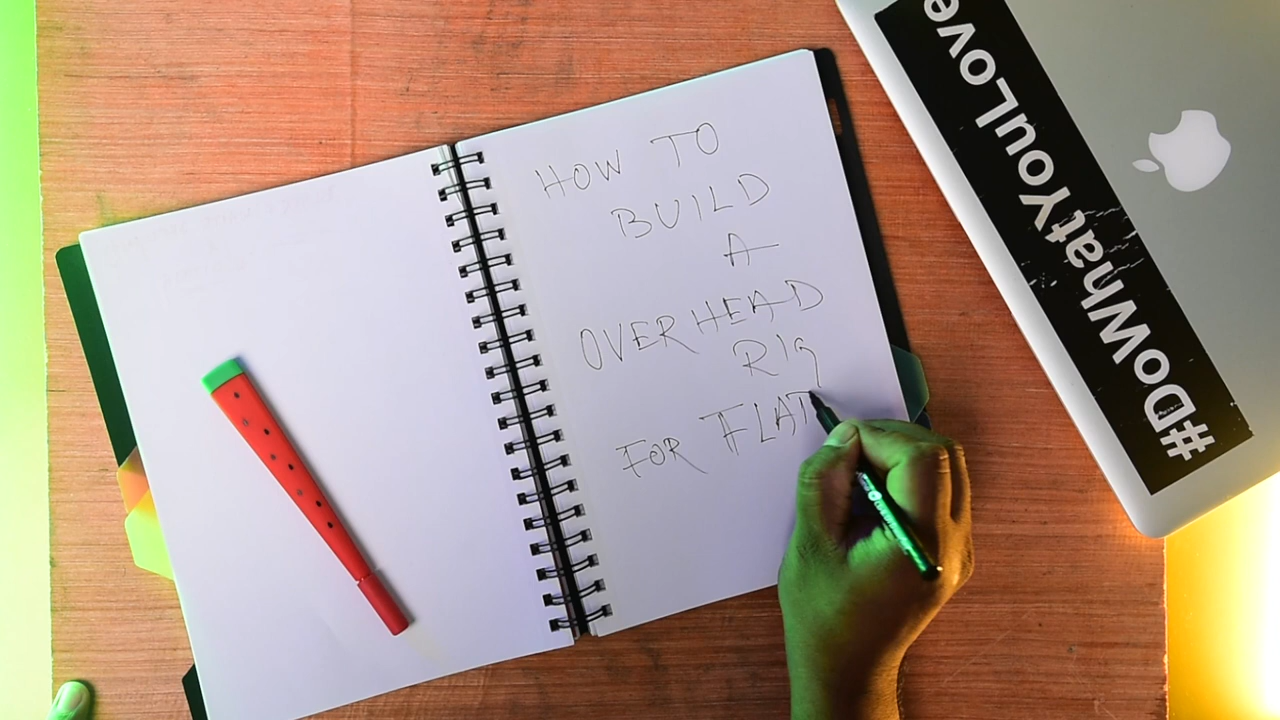 HOW TO
BUILD
A
OVERHEAD
RIg
FOR FLAT
#DoWhatYouLove